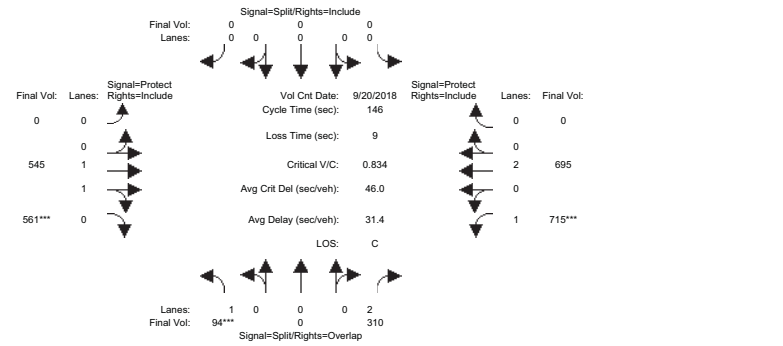 Signal=Split/Rights=Include
Final Vol: 0 0 0
Lanes: 0 0 0 0 0
Signal=Protect Signal=Protect
Final Vol: Lanes: Rights=Include Vol Cnt Date: 9/20/2018 Rights=Include Lanes: Final Vol:
Cycle Time (sec): 146
0 0 0 0
Loss Time (sec): 9
0 0
545 1 Critical V/C: 0.834 2 695
1 Avg Crit Del (sec/veh): 46.0 0
561*** 0 Avg Delay (sec/veh): 31.4 1 715***
LOS: C
Lanes: 1 0 0 0 2
Final Vol: 94*** 0 310
Signal=Split/Rights=Overlap